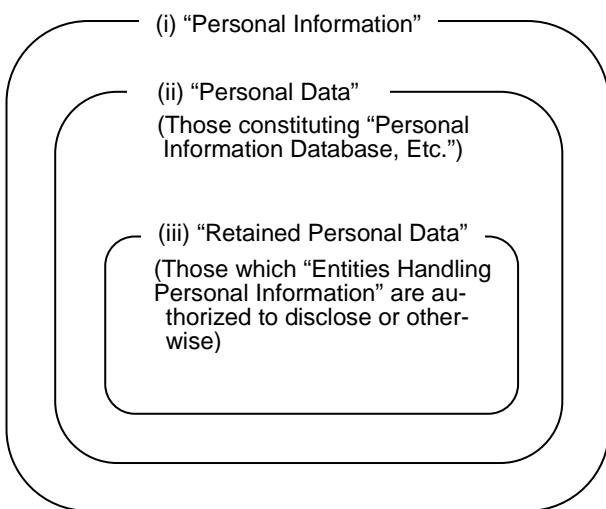 (i) “Personal Information”
(ii) “Personal Data”
(Those constituting “Personal
Information Database, Etc.”)
(iii) “Retained Personal Data”
(Those which “Entities Handling
Personal Information” are au-
thorized to disclose or other-
wise)